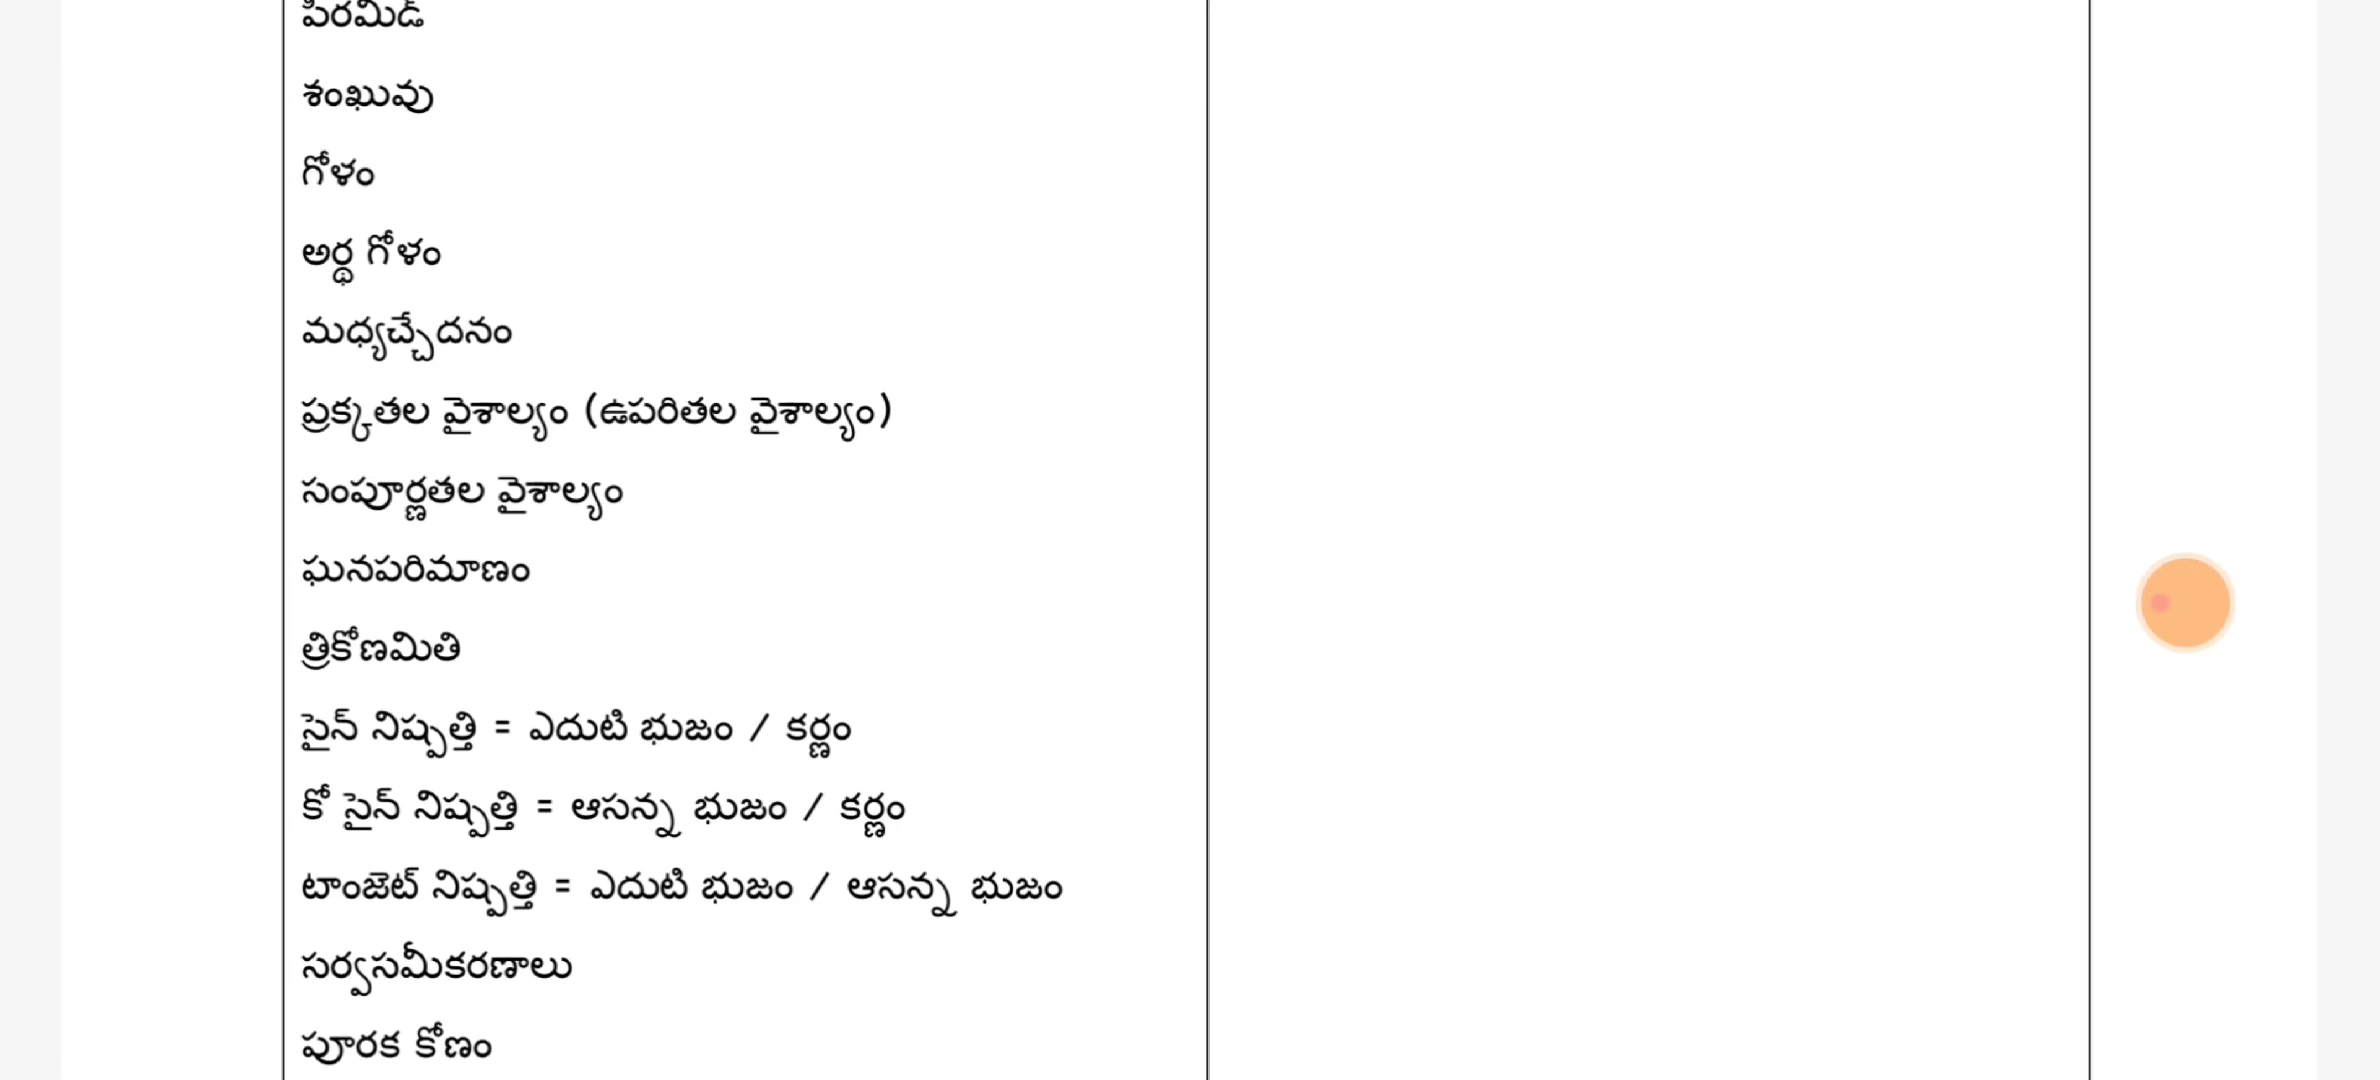 పిరమిడ్
శంఖువు
గోళం
అర్థ గోళం
మధ్యచ్ఛేదనం
ప్రక్కతల వైశాల్యం (ఉపరితల వైశాల్యం)
సంపూర్ణతల వైశాల్యం
ఘనపరిమాణం
త్రికోణమితి
సైన్ నిష్పత్తి = ఎదుటి భుజం / కర్ణం
కో సైన్ నిష్పత్తి = ఆసన్న భుజం / కర్ణం
టాంజెట్ నిష్పత్తి = ఎదుటి భుజం / ఆసన్న భుజం
సర్వసమీకరణాలు
పూరక కోణం